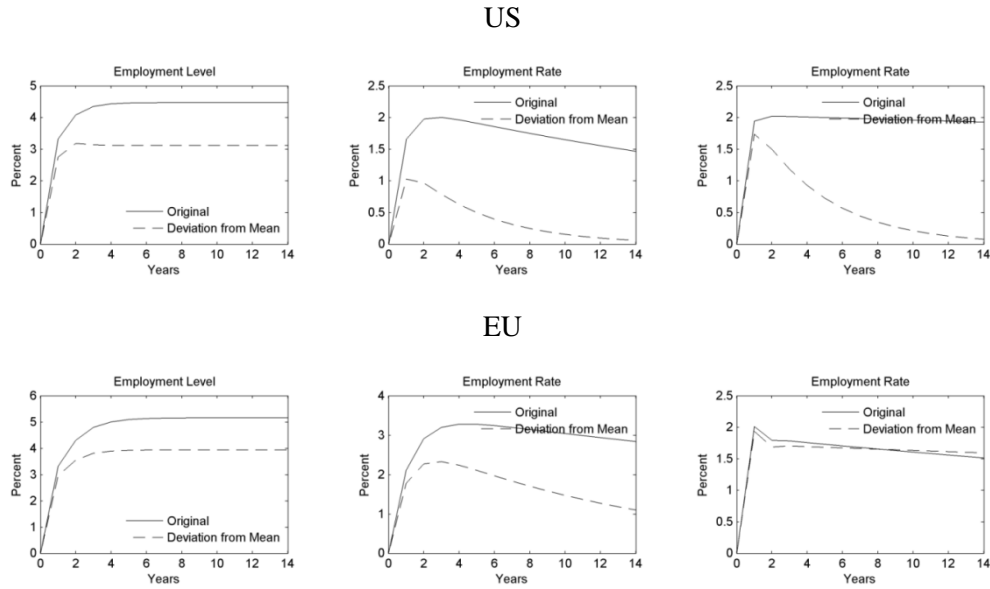 US
Employment Level
5
4
3
2
1
0
Percent
Original
Deviation from Mean
0 2 4 6 8 10 12 14
Years
Employment Rate
2.5
2
1.5
1
0.5
0
Percent
Original
Deviation from Mean
0 2 4 6 8 10 12 14
Years
Employment Rate
2.5
2
1.5
1
0.5
0
Percent
Original
Deviation from Mean
0 2 4 6 8 10 12 14
Years
EU
Employment Level
6
5
4
3
2
1
0
Percent
Original
Deviation from Mean
0 2 4 6 8 10 12 14
Years
Employment Rate
4
3
2
1
0
Percent
Original
Deviation from Mean
0 2 4 6 8 10 12 14
Years
Employment Rate
2.5
2
1.5
1
0.5
0
Percent
Original
Deviation from Mean
0 2 4 6 8 10 12 14
Years